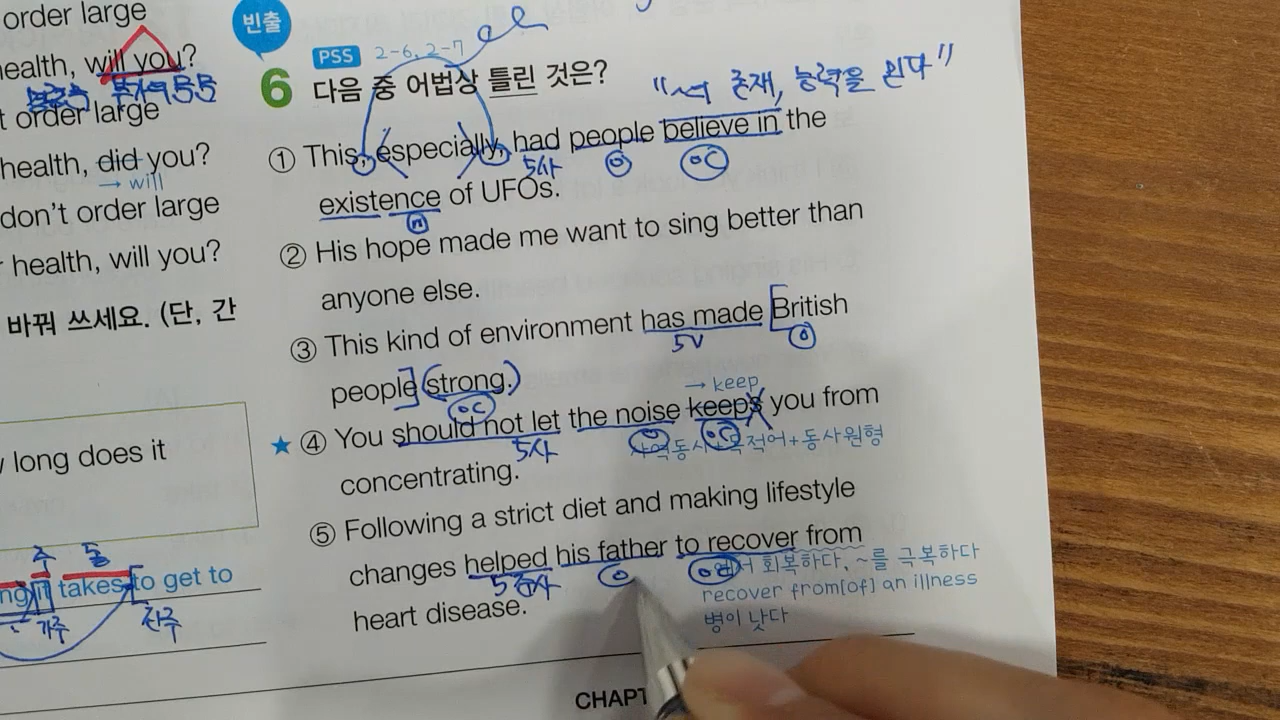 order large
health, will you?
t order large
health, did you?
→ will
don't order large
r health, will you?
바꿔 쓰세요. (단, 간
w long does it
주 동
ng it takes to get to
가주 진주
빈출
PSS 2-6, 2-7
6 다음 중 어법상 틀린 것은?
존재, 능력을 믿다"
① This, especially, had people believe in the
5사 O OC
existence of UFOs.
n
② His hope made me want to sing better than
anyone else.
③ This kind of environment has made [British
5V O
people] (strong.)
OC
→ keep
★ ④ You should not let the noise keeps you from
5사 O OC 사역동사+목적어+동사원형
concentrating.
⑤ Following a strict diet and making lifestyle
changes helped his father to recover from
5준사 O OC ~에서 회복하다, ~를 극복하다
heart disease.
recover from[of] an illness
병이 낫다
CHAPT